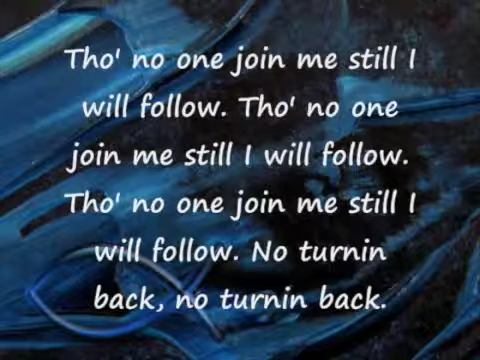 Tho' no one join me still I
will follow. Tho' no one
join me still I will follow.
Tho' no one join me still I
will follow. No turnin
back, no turnin back.